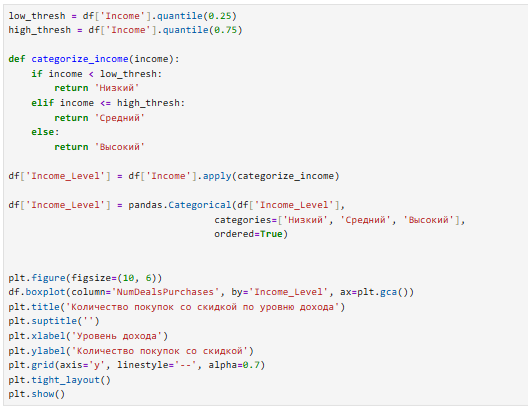 low_thresh = df['Income'].quantile(0.25)
high_thresh = df['Income'].quantile(0.75)
def categorize_income(income):
    if income < low_thresh:
        return 'Низкий'
    elif income <= high_thresh:
        return 'Средний'
    else:
        return 'Высокий'
df['Income_Level'] = df['Income'].apply(categorize_income)
df['Income_Level'] = pandas.Categorical(df['Income_Level'],
                                    categories=['Низкий', 'Средний', 'Высокий'],
                                    ordered=True)
plt.figure(figsize=(10, 6))
df.boxplot(column='NumDealsPurchases', by='Income_Level', ax=plt.gca())
plt.title('Количество покупок со скидкой по уровню дохода')
plt.suptitle('')
plt.xlabel('Уровень дохода')
plt.ylabel('Количество покупок со скидкой')
plt.grid(axis='y', linestyle='--', alpha=0.7)
plt.tight_layout()
plt.show()